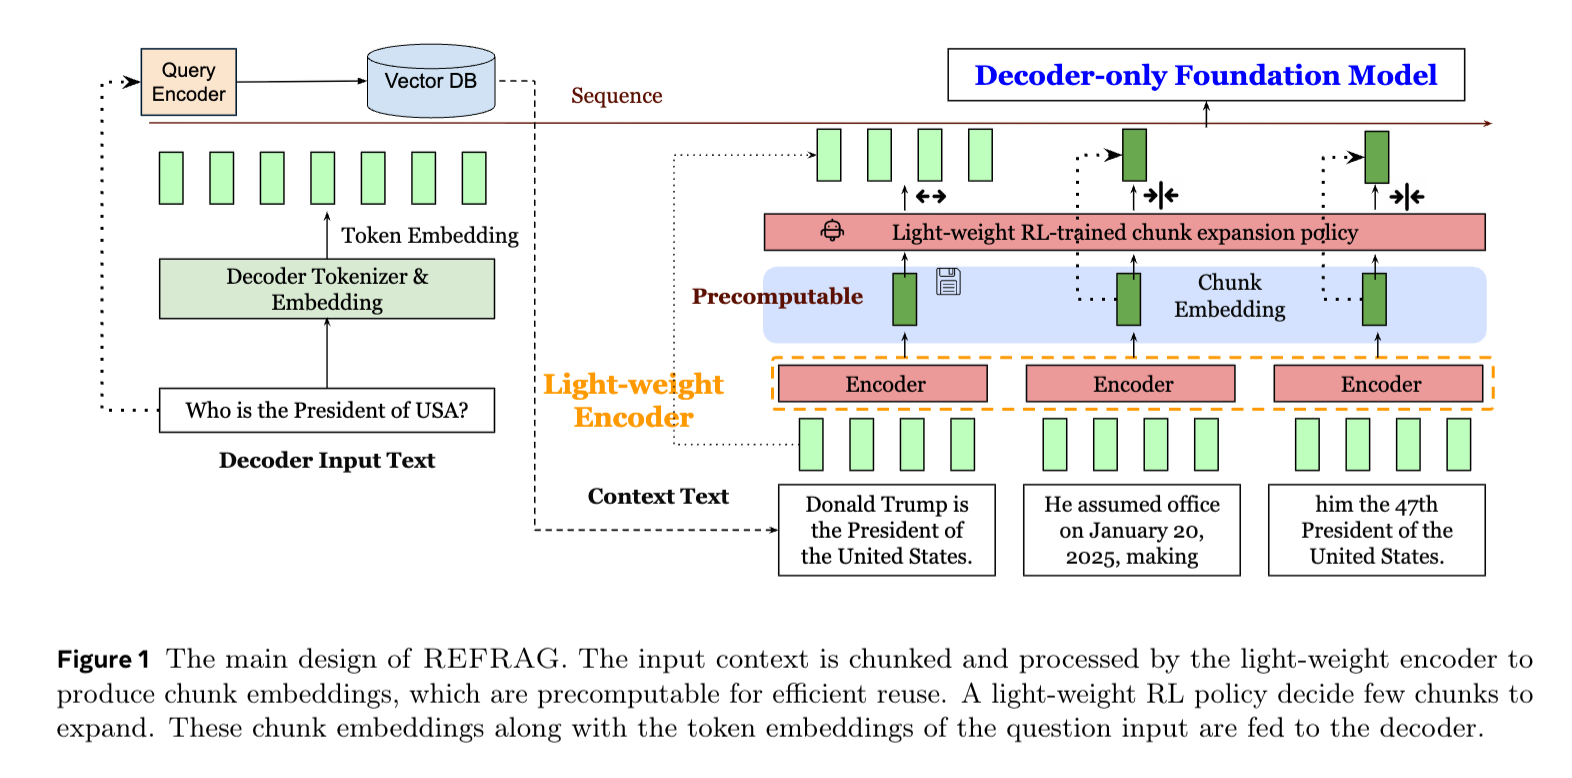 Query
Encoder
Vector DB
Sequence
Decoder-only Foundation Model
Token Embedding
Decoder Tokenizer &
Embedding
Who is the President of USA?
Decoder Input Text
Light-weight RL-trained chunk expansion policy
Precomputable
Chunk
Embedding
Light-weight
Encoder
Encoder
Encoder
Encoder
Context Text
Donald Trump is
the President of
the United States.
He assumed office
on January 20,
2025, making
him the 47th
President of the
United States.
Figure 1 The main design of REFRAG. The input context is chunked and processed by the light-weight encoder to
produce chunk embeddings, which are precomputable for efficient reuse. A light-weight RL policy decide few chunks to
expand. These chunk embeddings along with the token embeddings of the question input are fed to the decoder.